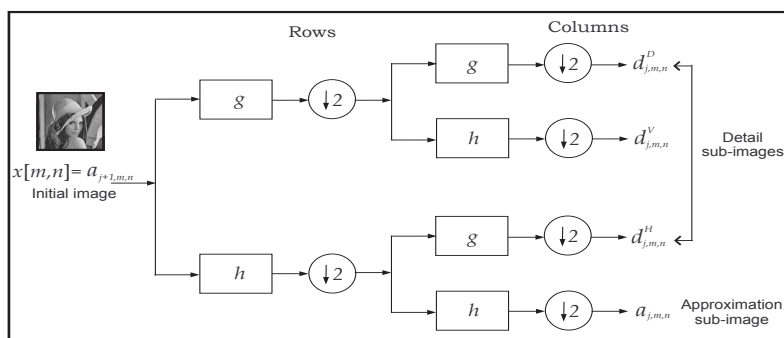 Rows
Columns
g
↓2
g
↓2
d^D_{j,m,n}
h
↓2
d^V_{j,m,n}
Detail
sub-images
x[m,n]= a_{j+1,m,n}
Initial image
h
↓2
g
↓2
d^H_{j,m,n}
h
↓2
a_{j,m,n}
Approximation
sub-image